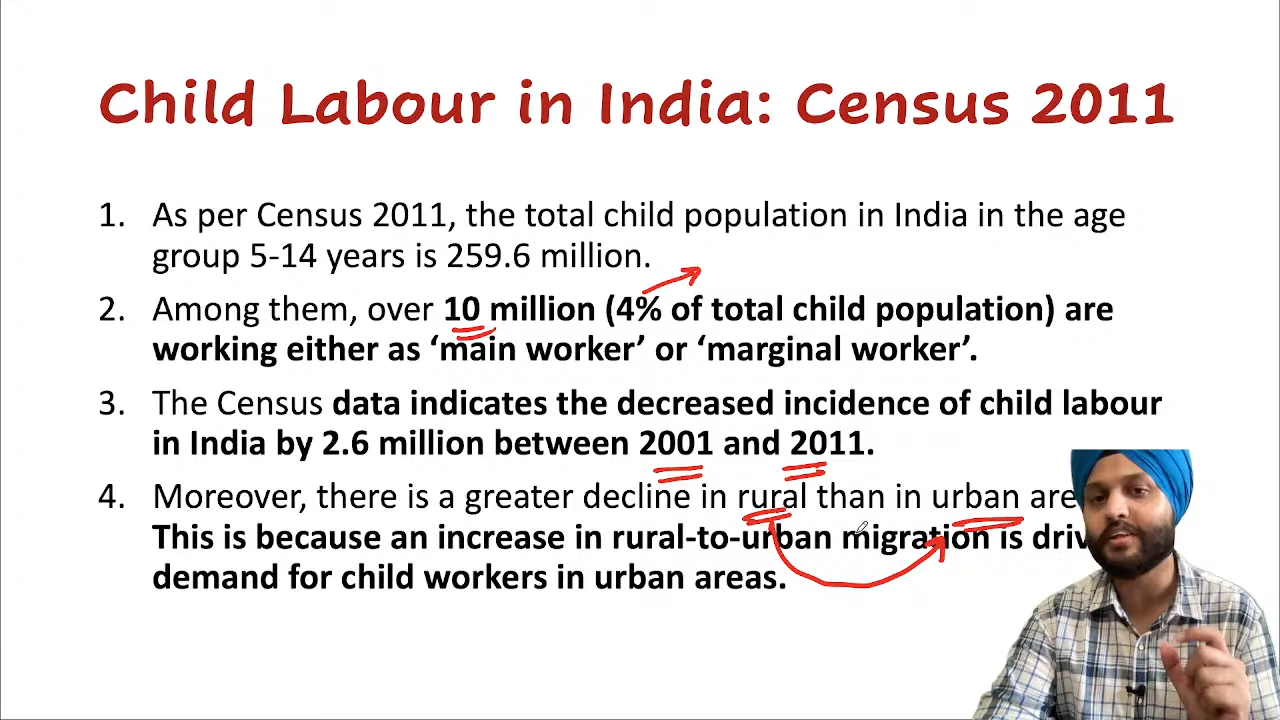 Child Labour in India: Census 2011
1. As per Census 2011, the total child population in India in the age
group 5-14 years is 259.6 million.
2. Among them, over 10 million (4% of total child population) are
working either as ‘main worker’ or ‘marginal worker’.
3. The Census data indicates the decreased incidence of child labour
in India by 2.6 million between 2001 and 2011.
4. Moreover, there is a greater decline in rural than in urban
This is because an increase in rural-to-urban migration is
demand for child workers in urban areas.